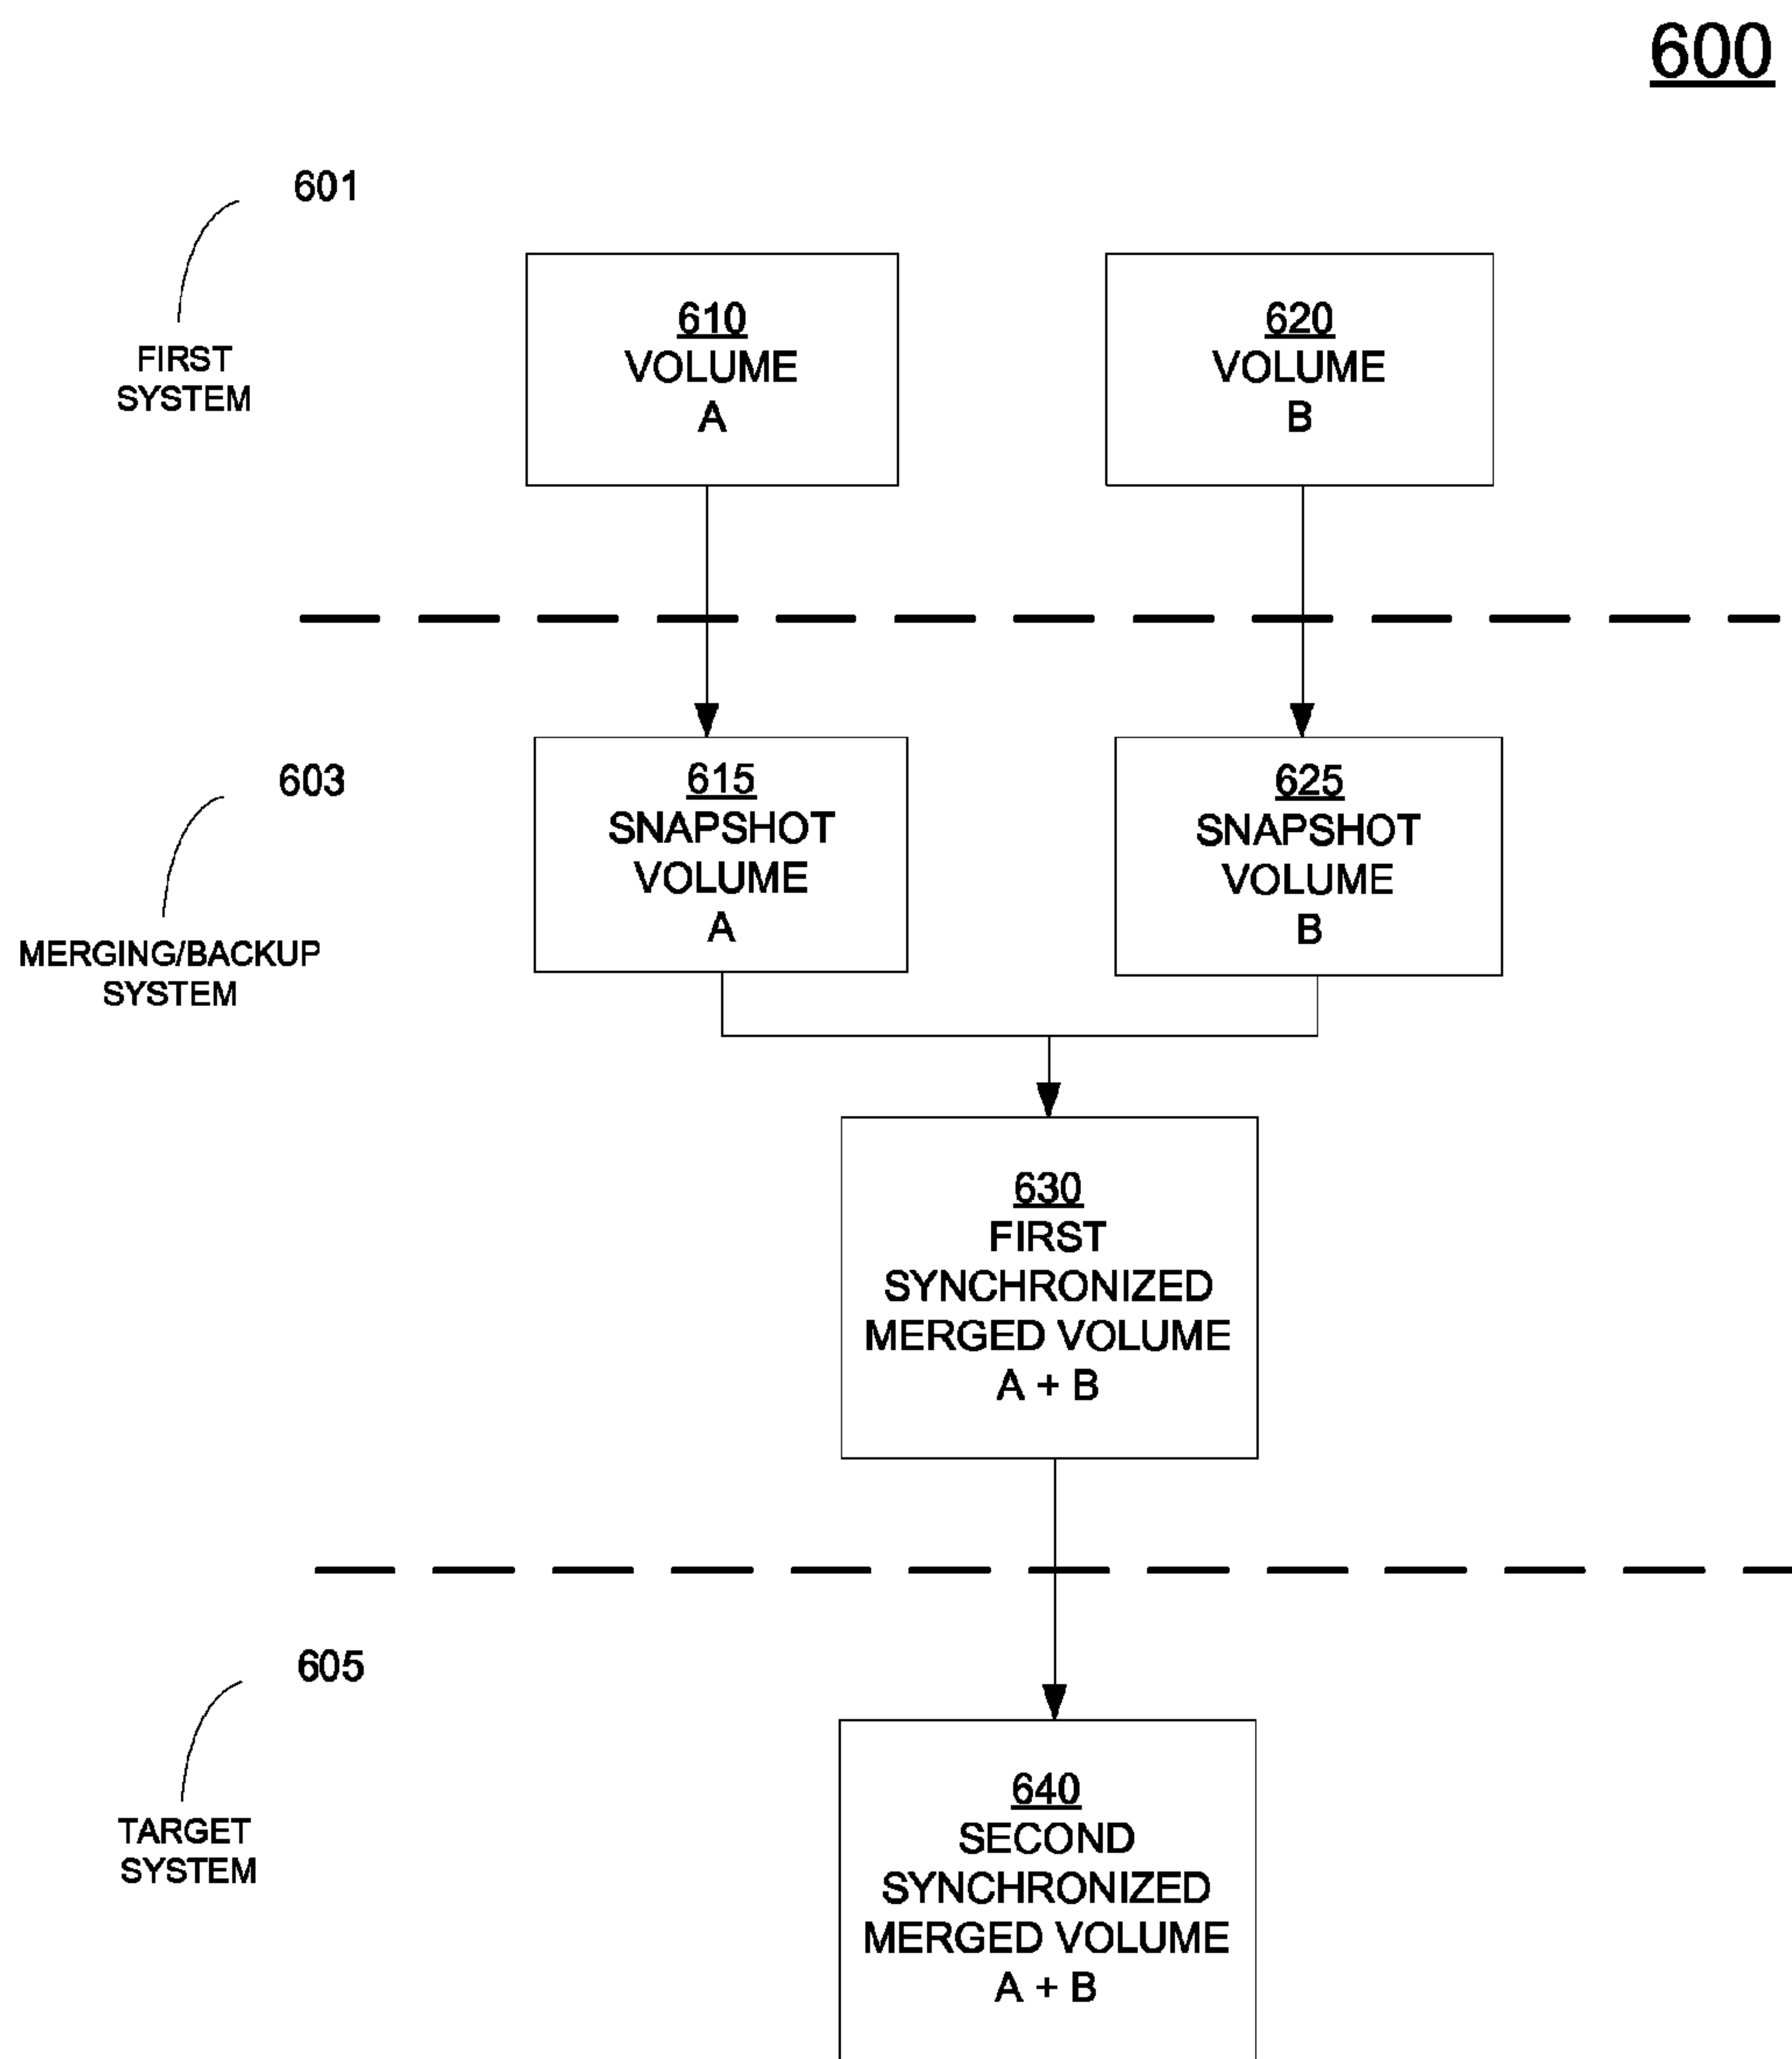 600
601
FIRST
SYSTEM
610
VOLUME
A
620
VOLUME
B
603
MERGING/BACKUP
SYSTEM
615
SNAPSHOT
VOLUME
A
625
SNAPSHOT
VOLUME
B
630
FIRST
SYNCHRONIZED
MERGED VOLUME
A + B
605
TARGET
SYSTEM
640
SECOND
SYNCHRONIZED
MERGED VOLUME
A + B